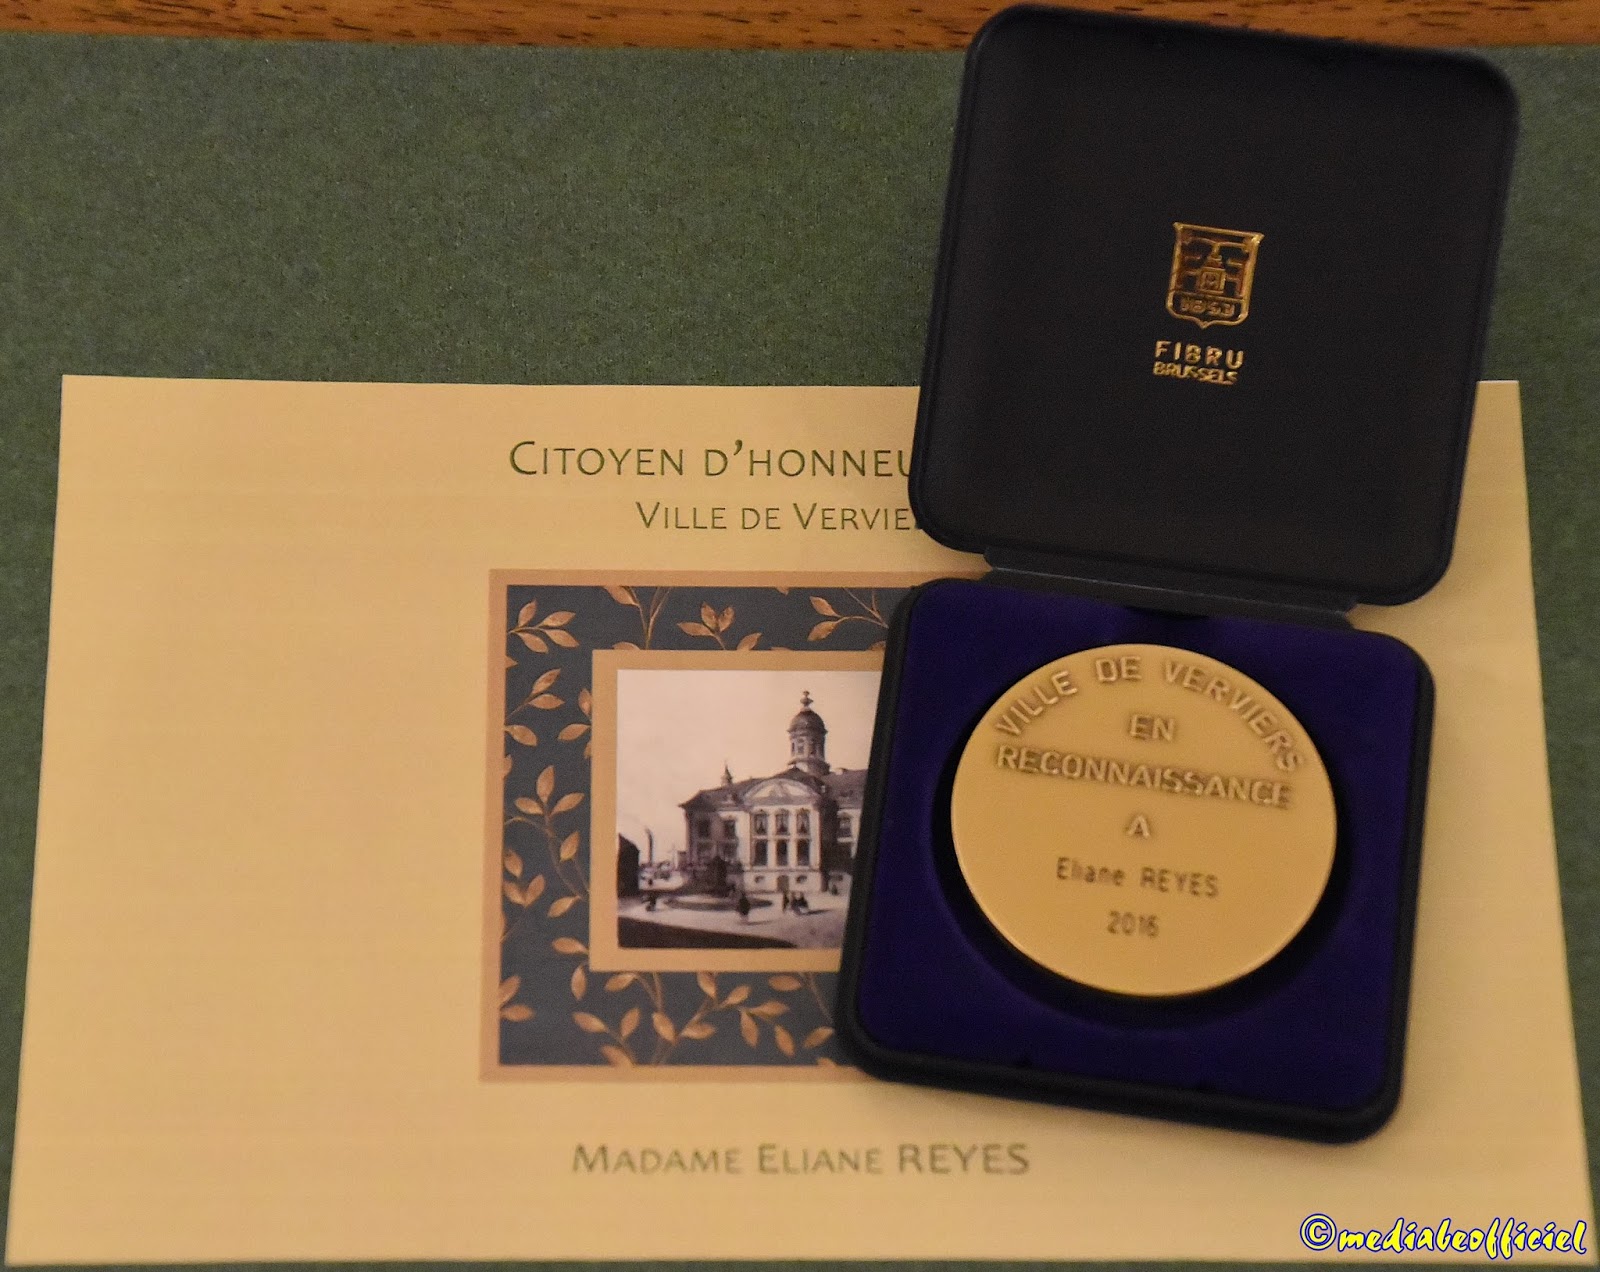 FIBRU
BRUSSELS
CITOYEN D'HONNEU
VILLE DE VERVIE
VILLE DE VERVIERS
EN
RECONNAISSANCE
A
Eliane REYES
2016
MADAME ELIANE REYES
©mediabeofficiel